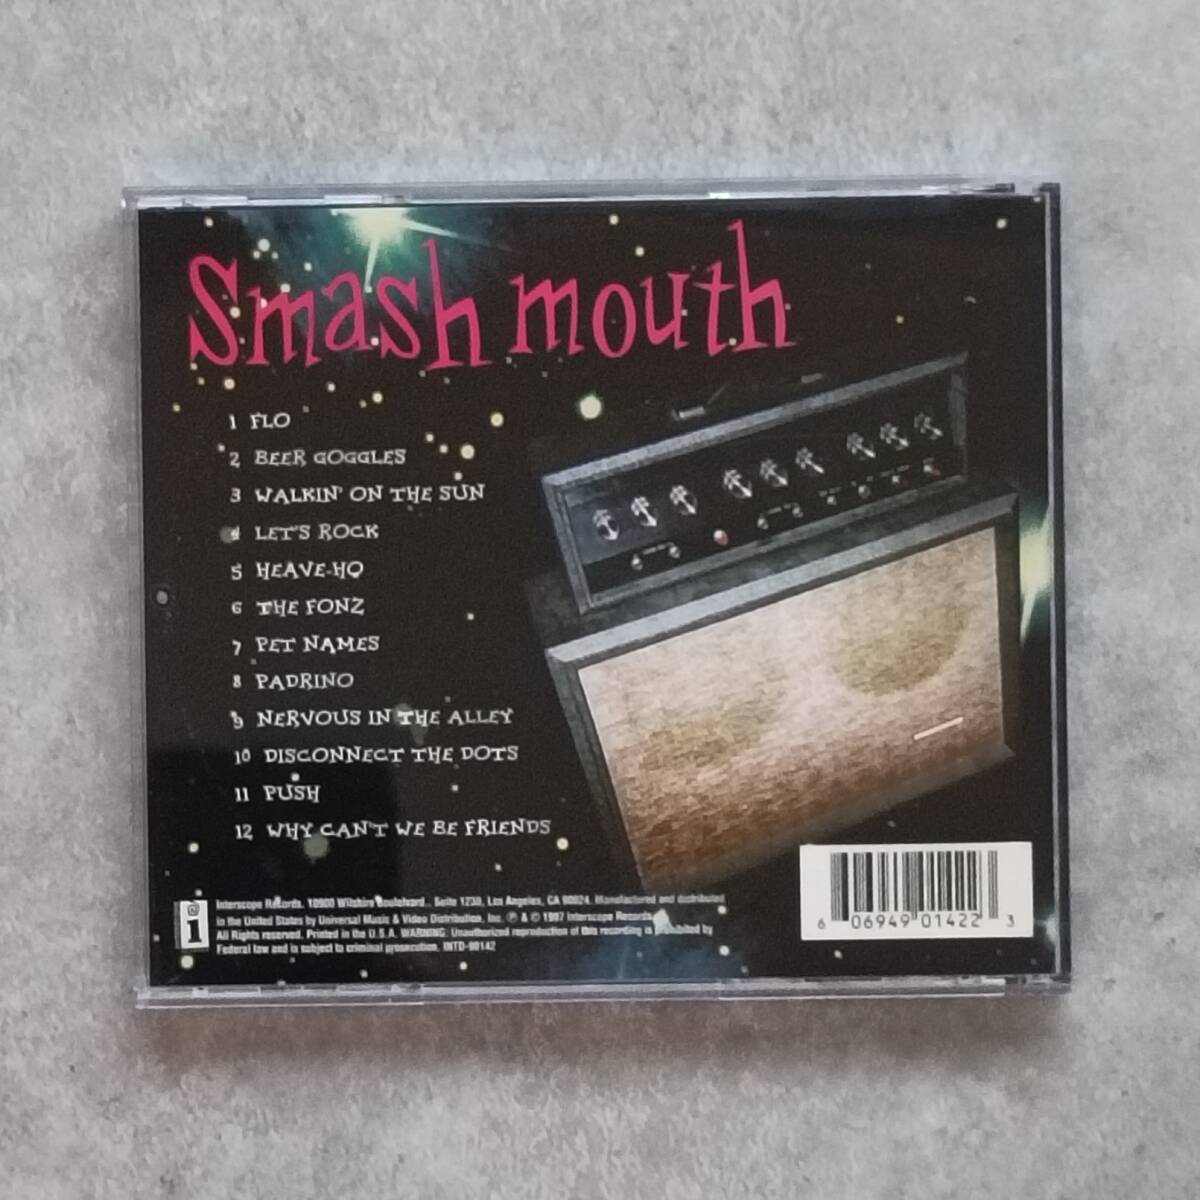 Smash mouth
1 FLO
2 BEER GOGGLES
3 WALKIN' ON THE SUN
4 LET'S ROCK
5 HEAVE-HO
6 THE FONZ
7 PET NAMES
8 PADRINO
9 NERVOUS IN THE ALLEY
10 DISCONNECT THE DOTS
11 PUSH
12 WHY CAN'T WE BE FRIENDS
i
Interscope Records. 10900 Wilshire Boulevard., Suite 1230, Los Angeles, CA 90024. Manufactured and distributed
in the United States by Universal Music & Video Distribution, Inc. ℗ & © 1997 Interscope Records.
All Rights reserved. Printed in the U.S.A. WARNING: Unauthorized reproduction of this recording is prohibited by
Federal law and is subject to criminal prosecution. INTD-90142
6 06949 01422 3